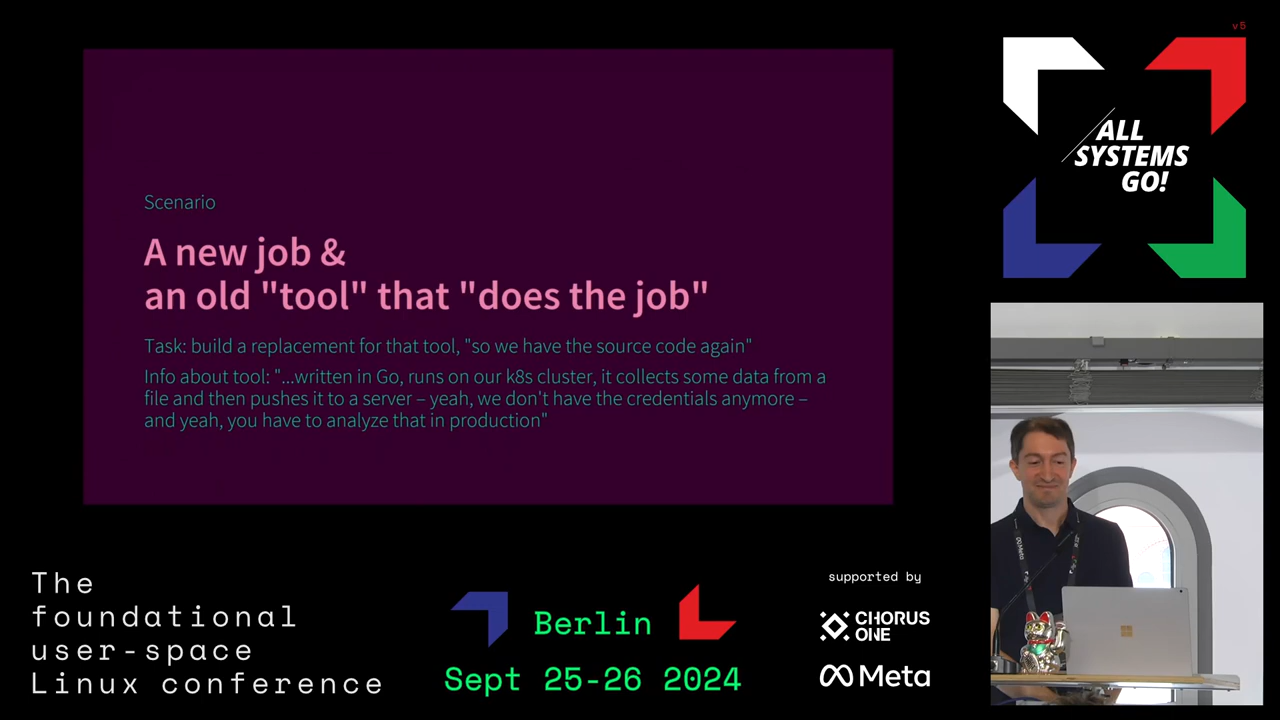 v5
ALL
SYSTEMS
GO!
Scenario
A new job &
an old "tool" that "does the job"
Task: build a replacement for that tool, "so we have the source code again"
Info about tool: "...written in Go, runs on our k8s cluster, it collects some data from a
file and then pushes it to a server – yeah, we don't have the credentials anymore –
and yeah, you have to analyze that in production"
The
foundational
user-space
Linux conference
Berlin
Sept 25-26 2024
supported by
CHORUS
ONE
Meta